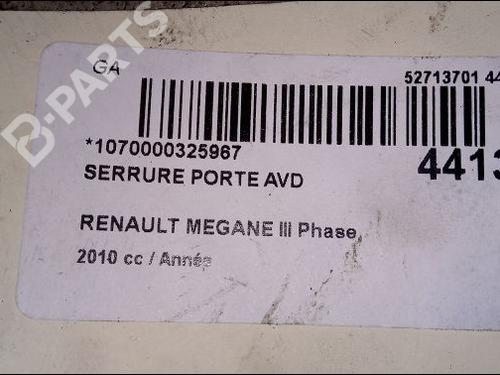 B-PARTS
GA
52713701 44
*1070000325967
4413
SERRURE PORTE AVD
RENAULT MEGANE III Phase
2010 cc / Année